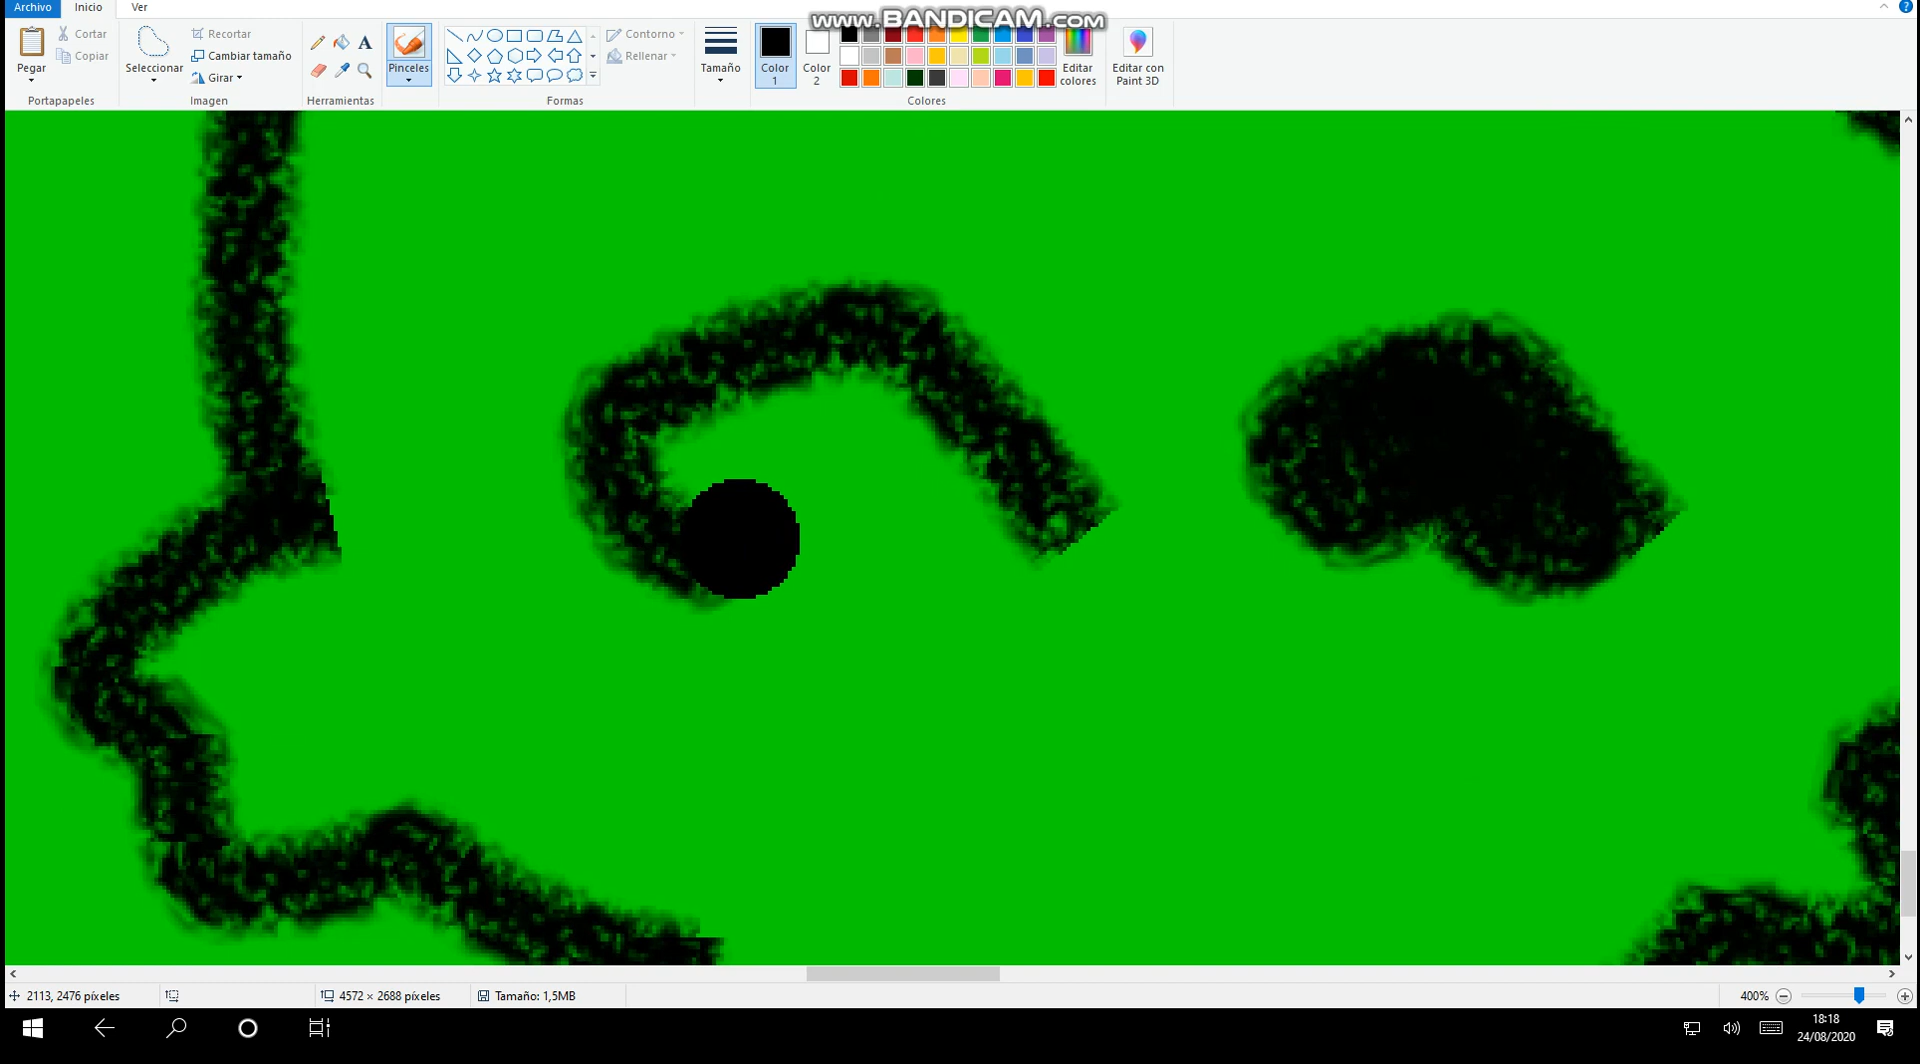 Archivo Inicio Ver
www.BANDICAM.com
Pegar
Cortar
Copiar
Portapapeles
Seleccionar
Recortar
Cambiar tamaño
Girar
Imagen
A
Herramientas
Pinceles
Contorno
Rellenar
Formas
Tamaño
Color
1
Color
2
Editar
colores
Colores
Editar con
Paint 3D
2113, 2476 píxeles
4572 × 2688 píxeles
Tamaño: 1,5MB
400%
18:18
24/08/2020